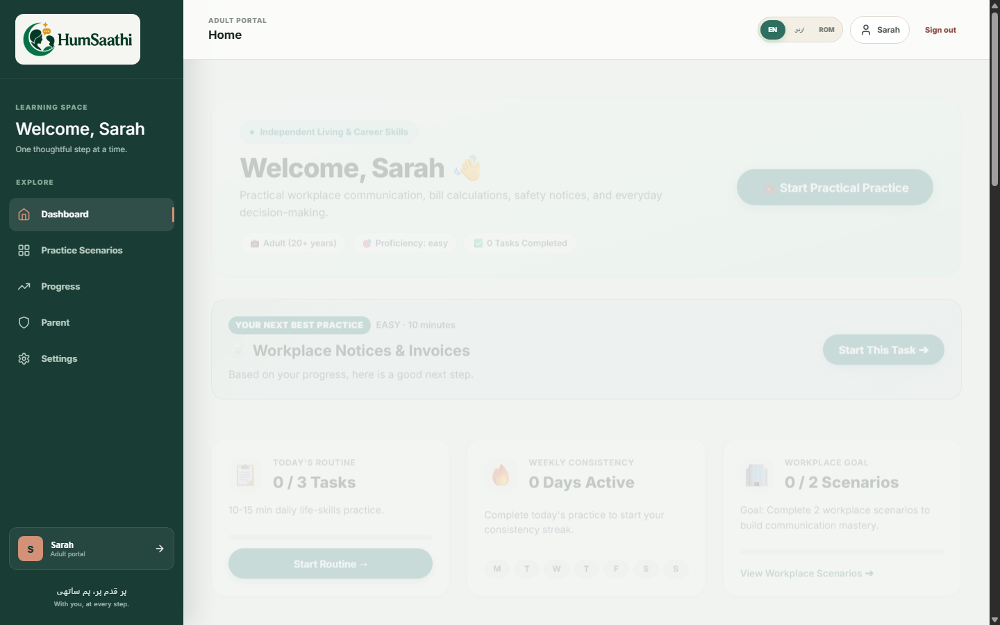 HumSaathi
LEARNING SPACE
Welcome, Sarah
One thoughtful step at a time.
EXPLORE
Dashboard
Practice Scenarios
Progress
Parent
Settings
S
Sarah
Adult portal
ہر قدم پر، ہم ساتھی
With you, at every step.
ADULT PORTAL
Home
EN
اردو
ROM
Sarah
Sign out
Independent Living & Career Skills
Welcome, Sarah
Practical workplace communication, bill calculations, safety notices, and everyday
decision-making.
Adult (20+ years)
Proficiency: easy
0 Tasks Completed
Start Practical Practice
YOUR NEXT BEST PRACTICE
EASY · 10 minutes
Workplace Notices & Invoices
Based on your progress, here is a good next step.
Start This Task ➔
TODAY'S ROUTINE
0 / 3 Tasks
10-15 min daily life-skills practice.
Start Routine →
WEEKLY CONSISTENCY
0 Days Active
Complete today's practice to start your
consistency streak.
M T W T F S S
WORKPLACE GOAL
0 / 2 Scenarios
Goal: Complete 2 workplace scenarios to
build communication mastery.
View Workplace Scenarios ➔